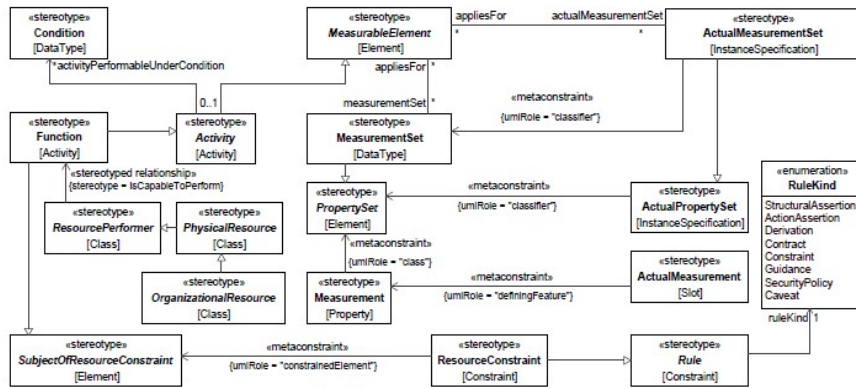 «stereotype»
Condition
[DataType]
«stereotype»
MeasurableElement
[Element]
appliesFor
actualMeasurementSet
*
*
«stereotype»
ActualMeasurementSet
[InstanceSpecification]
*activityPerformableUnderCondition
appliesFor
*
0..1
measurementSet
*
«metaconstraint»
{umlRole = "classifier"}
«stereotype»
Function
[Activity]
«stereotype»
Activity
[Activity]
«stereotype»
MeasurementSet
[DataType]
«stereotyped relationship»
{stereotype = IsCapableToPerform}
«enumeration»
RuleKind
StructuralAssertion
ActionAssertion
Derivation
Contract
Constraint
Guidance
SecurityPolicy
Caveat
«stereotype»
PropertySet
[Element]
«metaconstraint»
{umlRole = "classifier"}
«stereotype»
ActualPropertySet
[InstanceSpecification]
«stereotype»
ResourcePerformer
[Class]
«stereotype»
PhysicalResource
[Class]
«metaconstraint»
{umlRole = "class"}
«stereotype»
OrganizationalResource
[Class]
«stereotype»
Measurement
[Property]
«metaconstraint»
{umlRole = "definingFeature"}
«stereotype»
ActualMeasurement
[Slot]
ruleKind
1
«stereotype»
SubjectOfResourceConstraint
[Element]
«metaconstraint»
{umlRole = "constrainedElement"}
«stereotype»
ResourceConstraint
[Constraint]
«stereotype»
Rule
[Constraint]